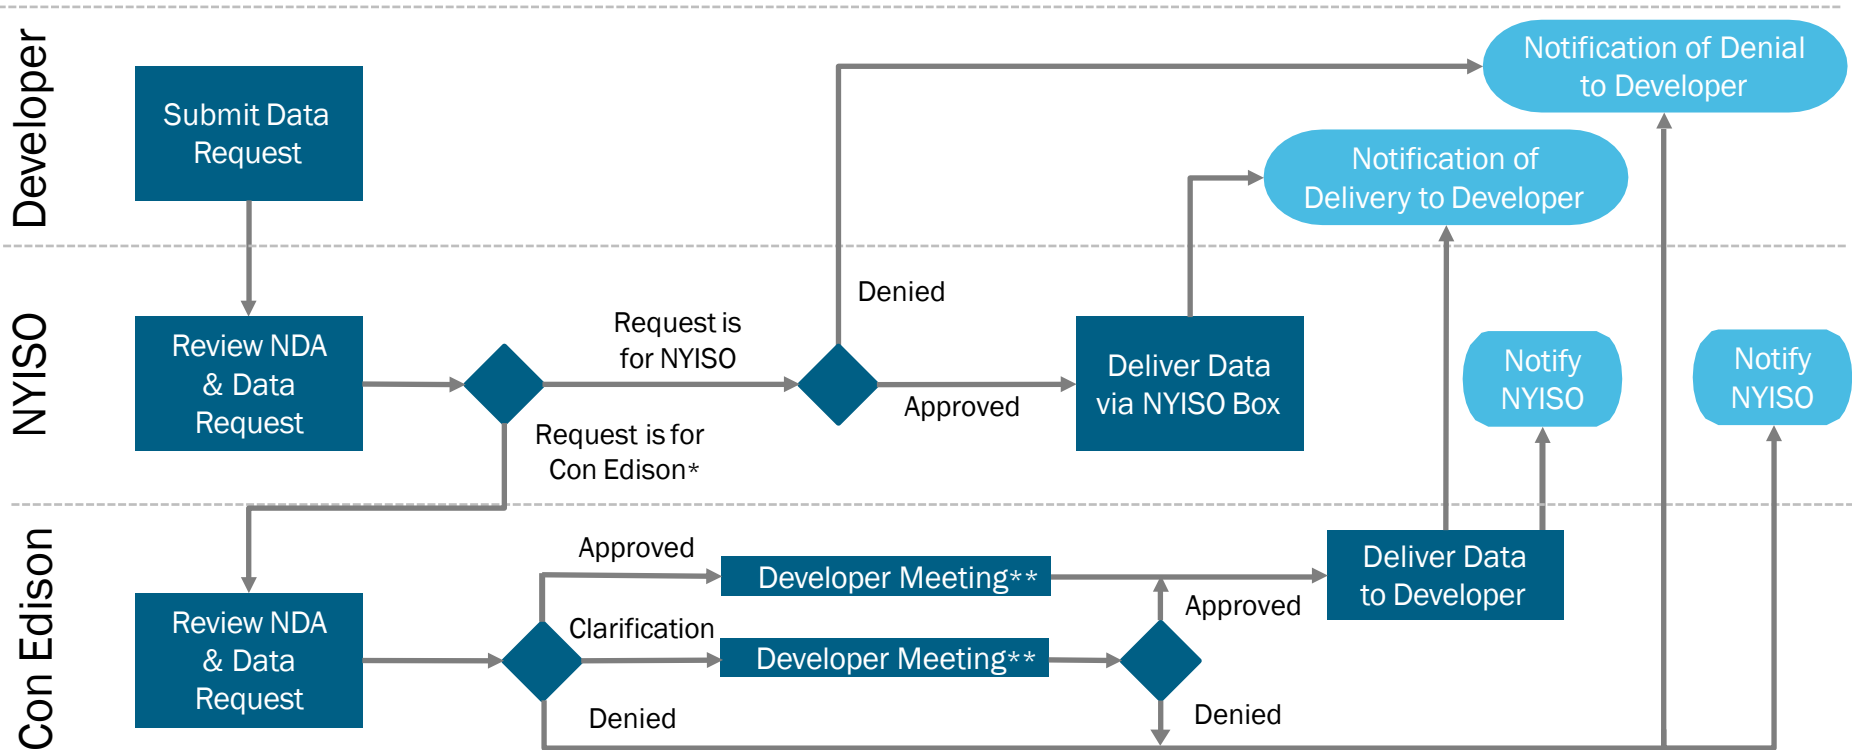 Developer
Submit Data
Request
Notification of Denial
to Developer
Notification of
Delivery to Developer
NYISO
Review NDA
& Data
Request
Request is
for NYISO
Request is for
Con Edison*
Denied
Approved
Deliver Data
via NYISO Box
Notify
NYISO
Notify
NYISO
Con Edison
Review NDA
& Data
Request
Approved
Clarification
Denied
Developer Meeting**
Developer Meeting**
Approved
Denied
Deliver Data
to Developer